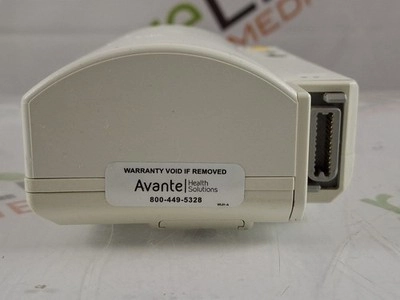 WARRANTY VOID IF REMOVED
Avante Health
Solutions
800-449-5328